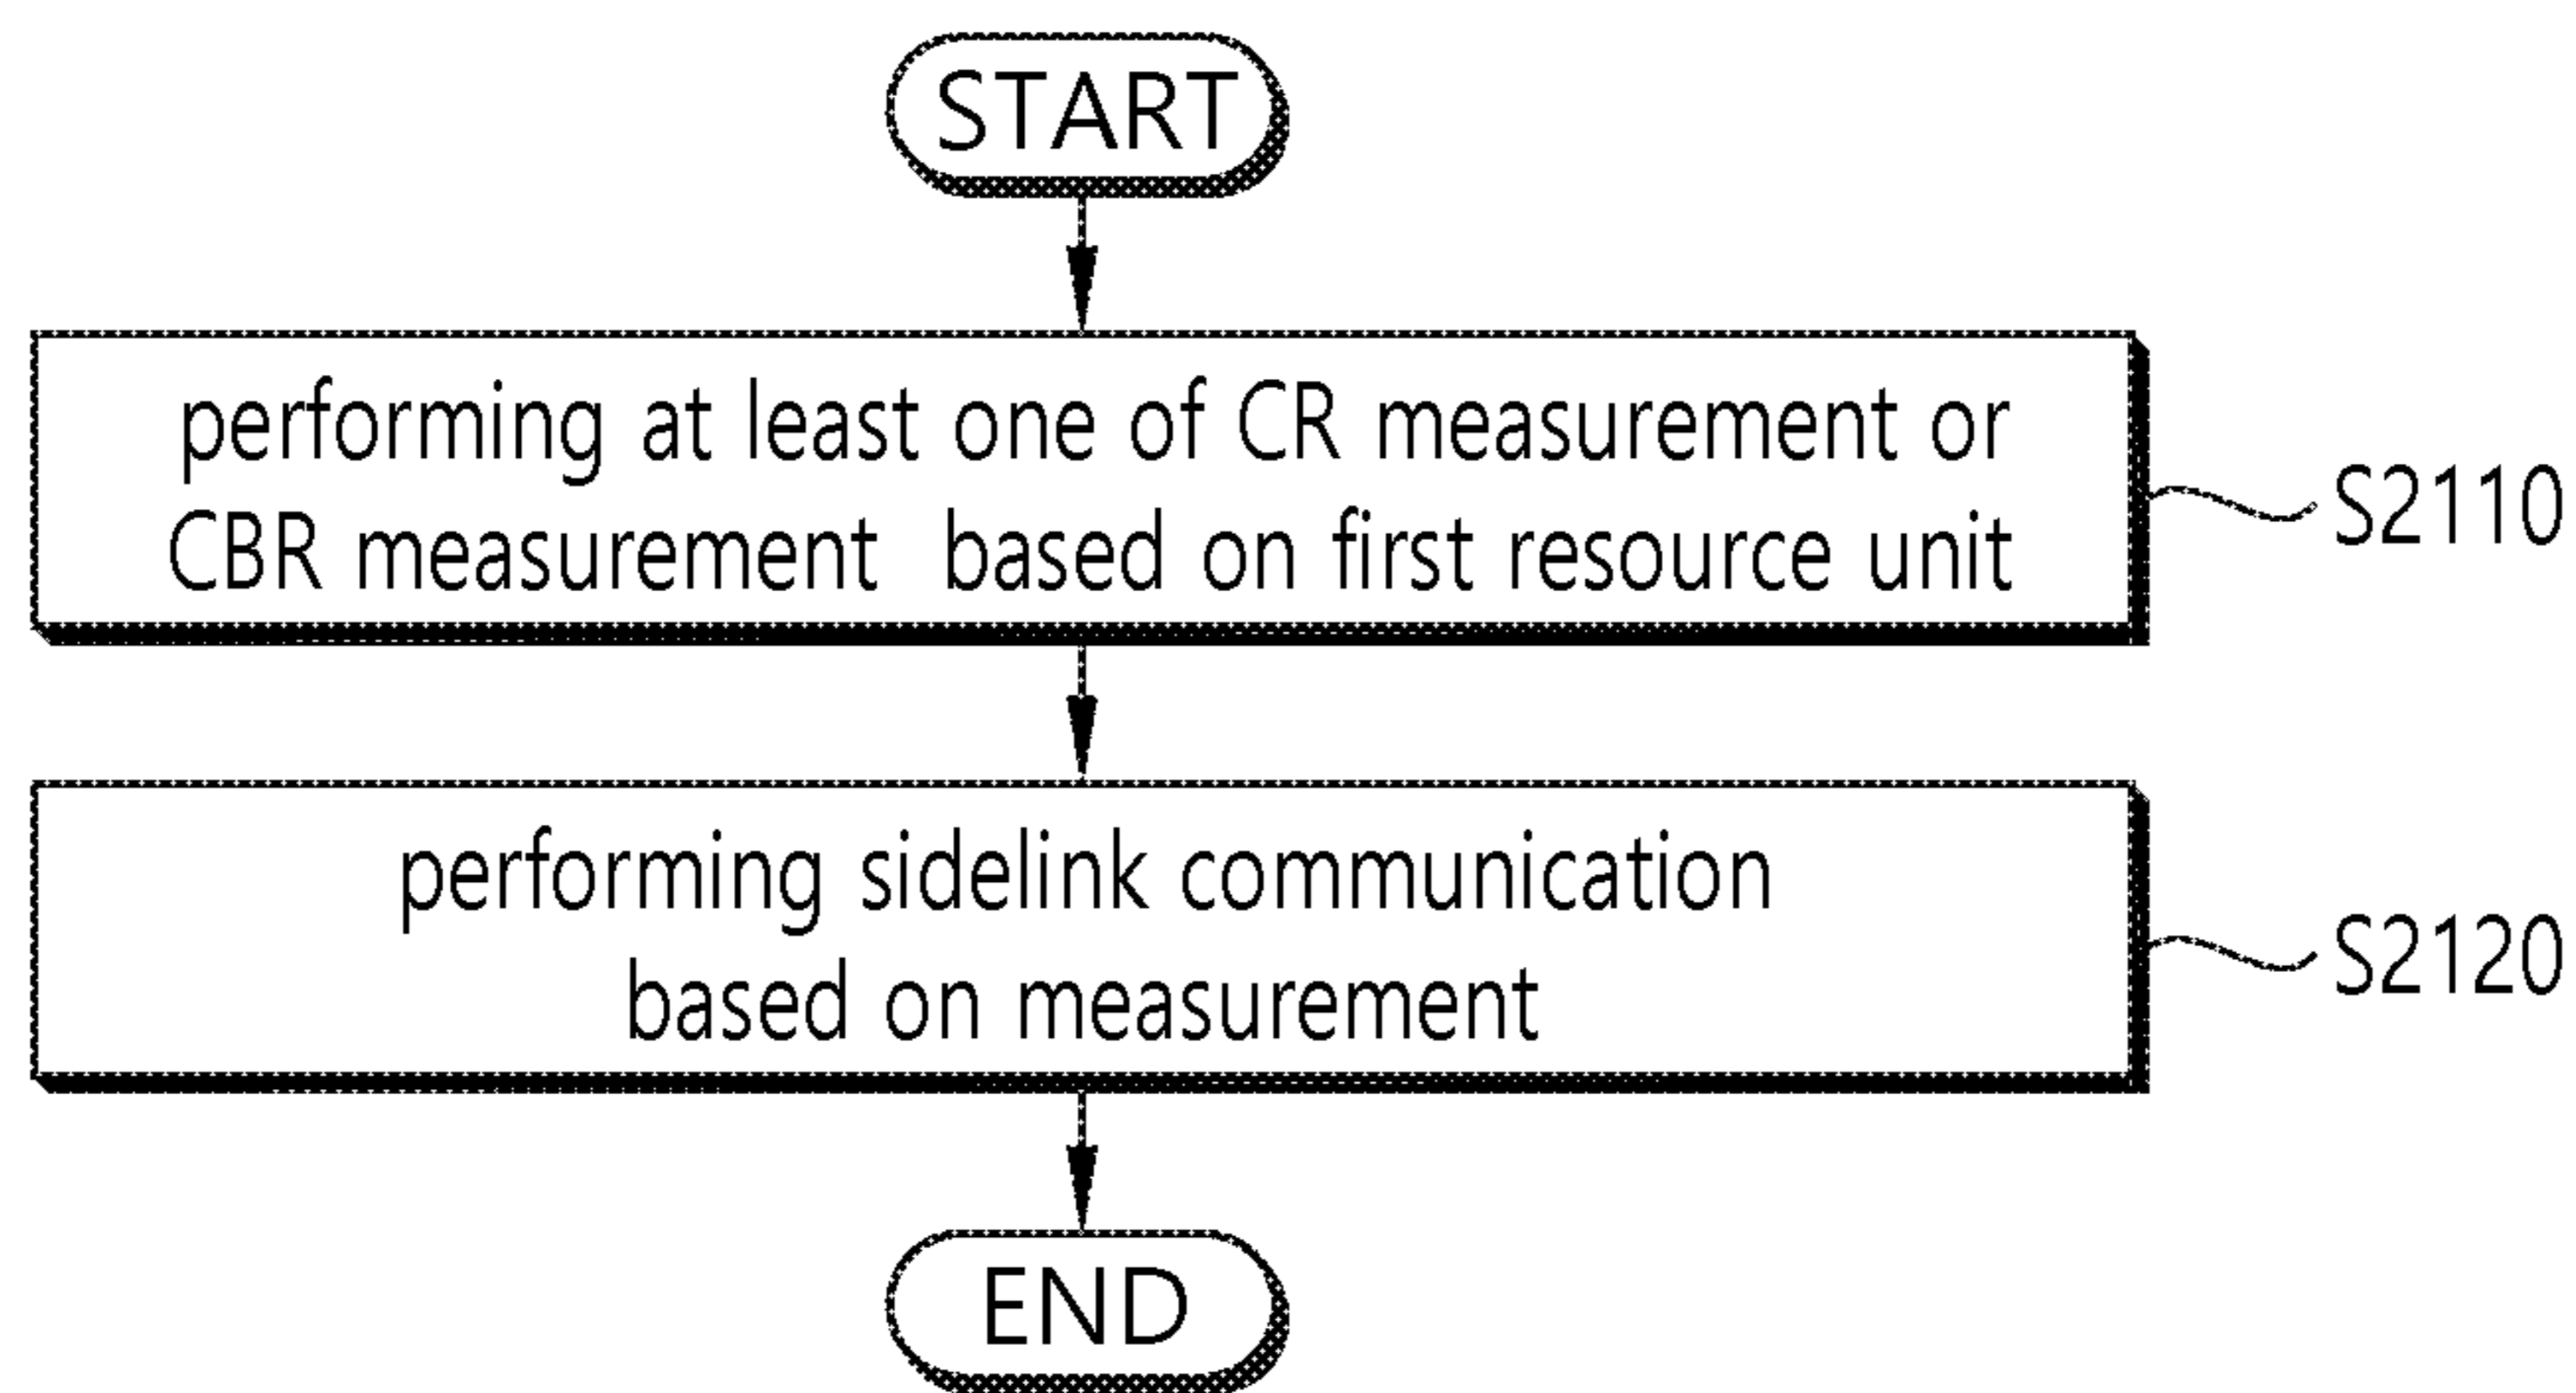 START
performing at least one of CR measurement or
CBR measurement based on first resource unit
S2110
performing sidelink communication
based on measurement
S2120
END